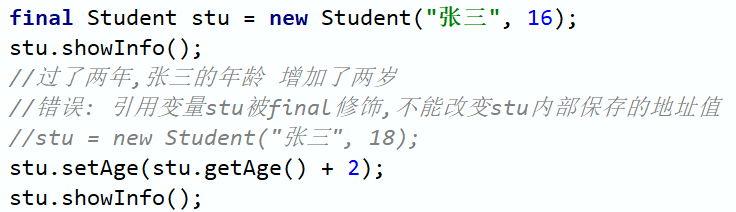 final Student stu = new Student("张三", 16);
stu.showInfo();
//过了两年,张三的年龄 增加了两岁
//错误: 引用变量stu被final修饰,不能改变stu内部保存的地址值
//stu = new Student("张三", 18);
stu.setAge(stu.getAge() + 2);
stu.showInfo();